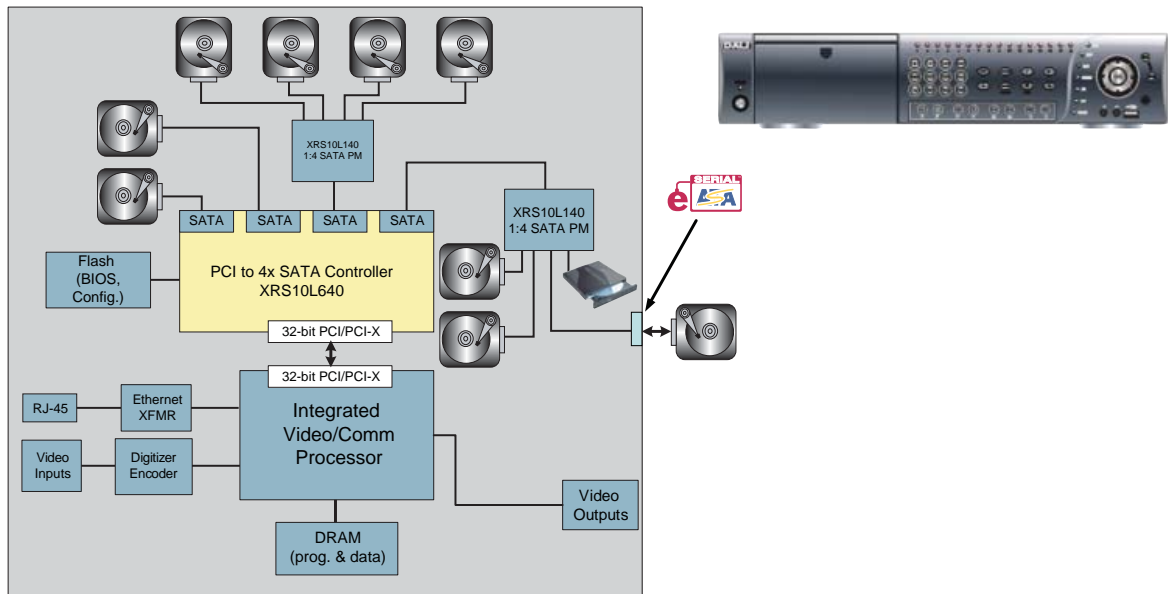 DALI
XRS10L140
1:4 SATA PM
SERIAL
e ATA
XRS10L140
1:4 SATA PM
SATA
SATA
SATA
SATA
PCI to 4x SATA Controller
XRS10L640
Flash
(BIOS,
Config.)
32-bit PCI/PCI-X
32-bit PCI/PCI-X
Integrated
Video/Comm
Processor
RJ-45
Ethernet
XFMR
Video
Inputs
Digitizer
Encoder
Video
Outputs
DRAM
(prog. & data)